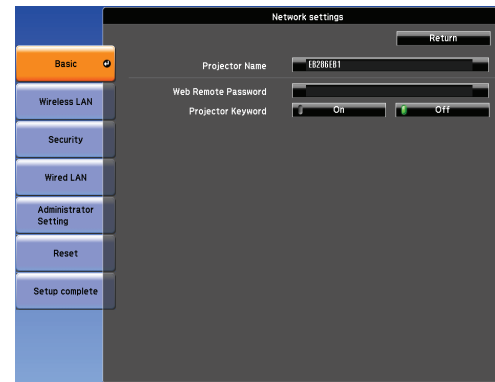 Network settings
Return
Basic
Projector Name
EB206EB1
Wireless LAN
Web Remote Password
Projector Keyword
On
Off
Security
Wired LAN
Administrator
Setting
Reset
Setup complete